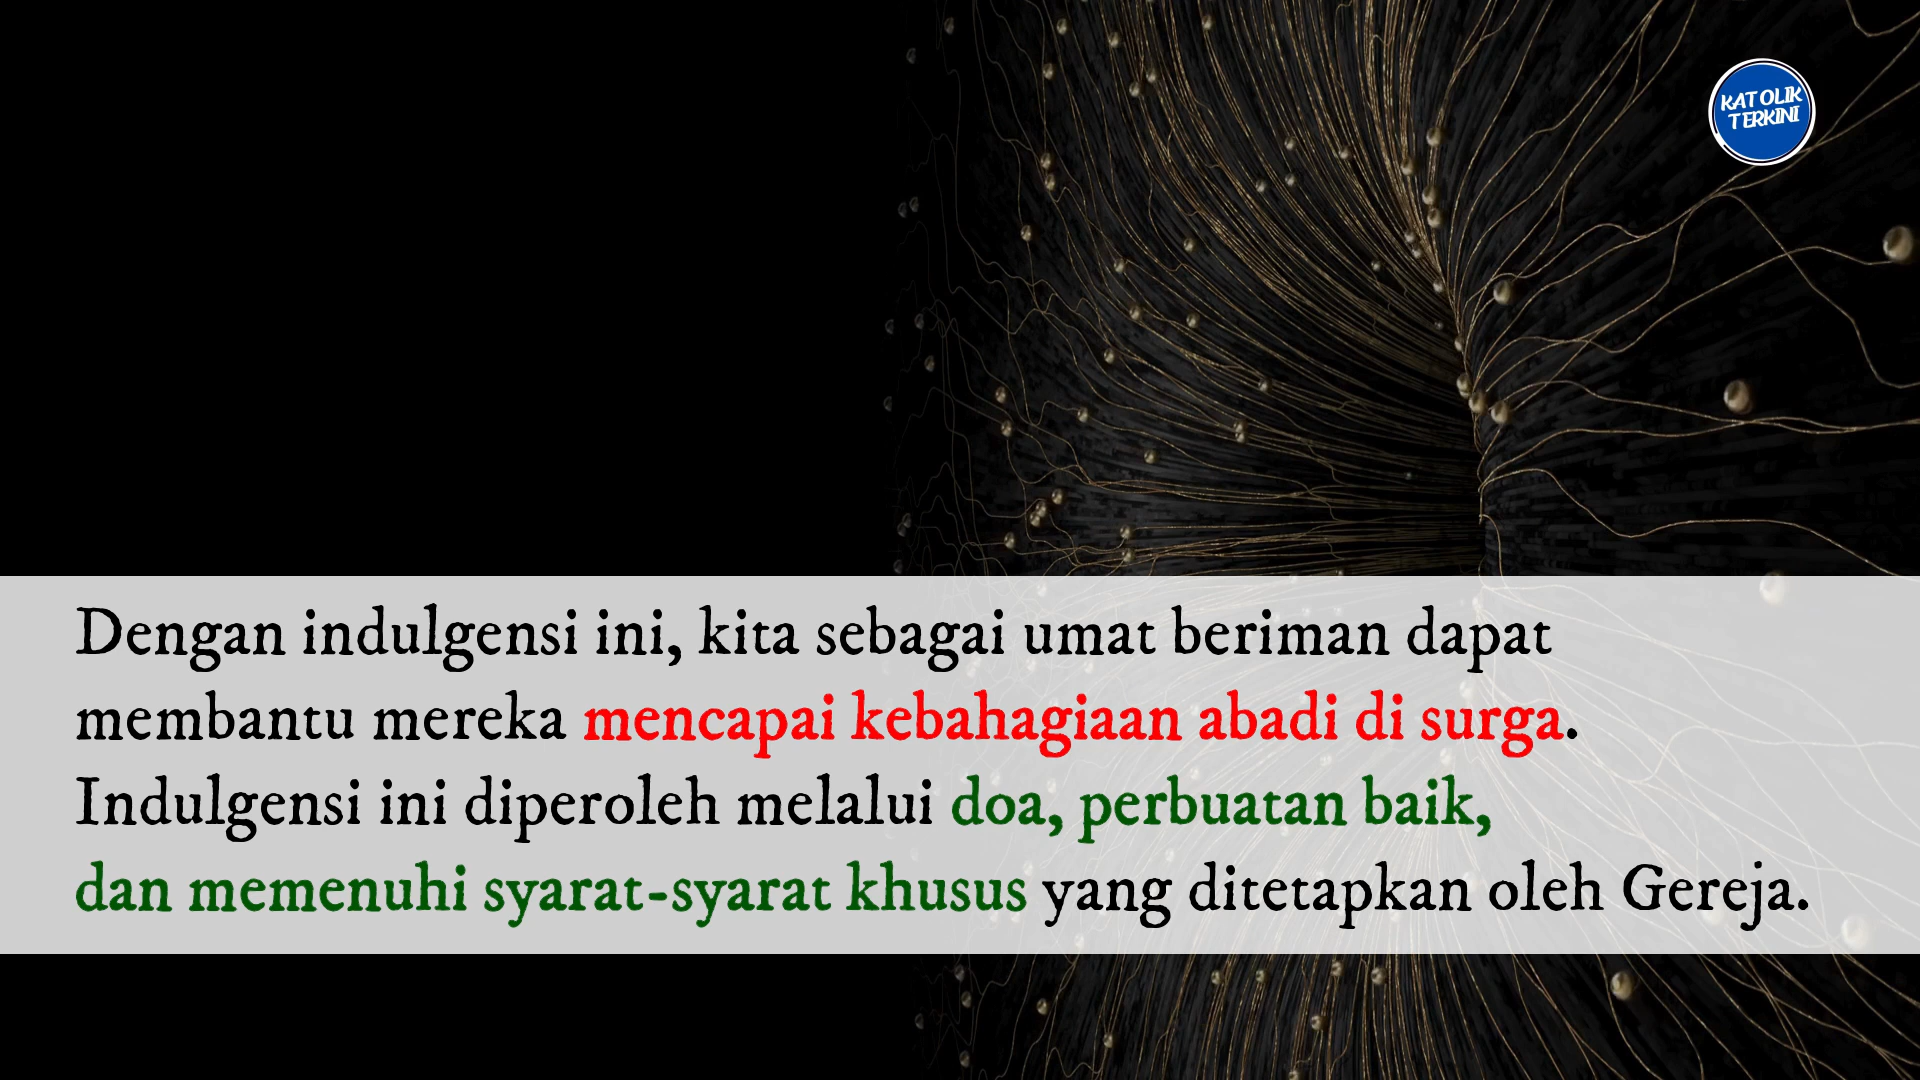 KATOLIK
TERKINI
Dengan indulgensi ini, kita sebagai umat beriman dapat
membantu mereka mencapai kebahagiaan abadi di surga.
Indulgensi ini diperoleh melalui doa, perbuatan baik,
dan memenuhi syarat-syarat khusus yang ditetapkan oleh Gereja.